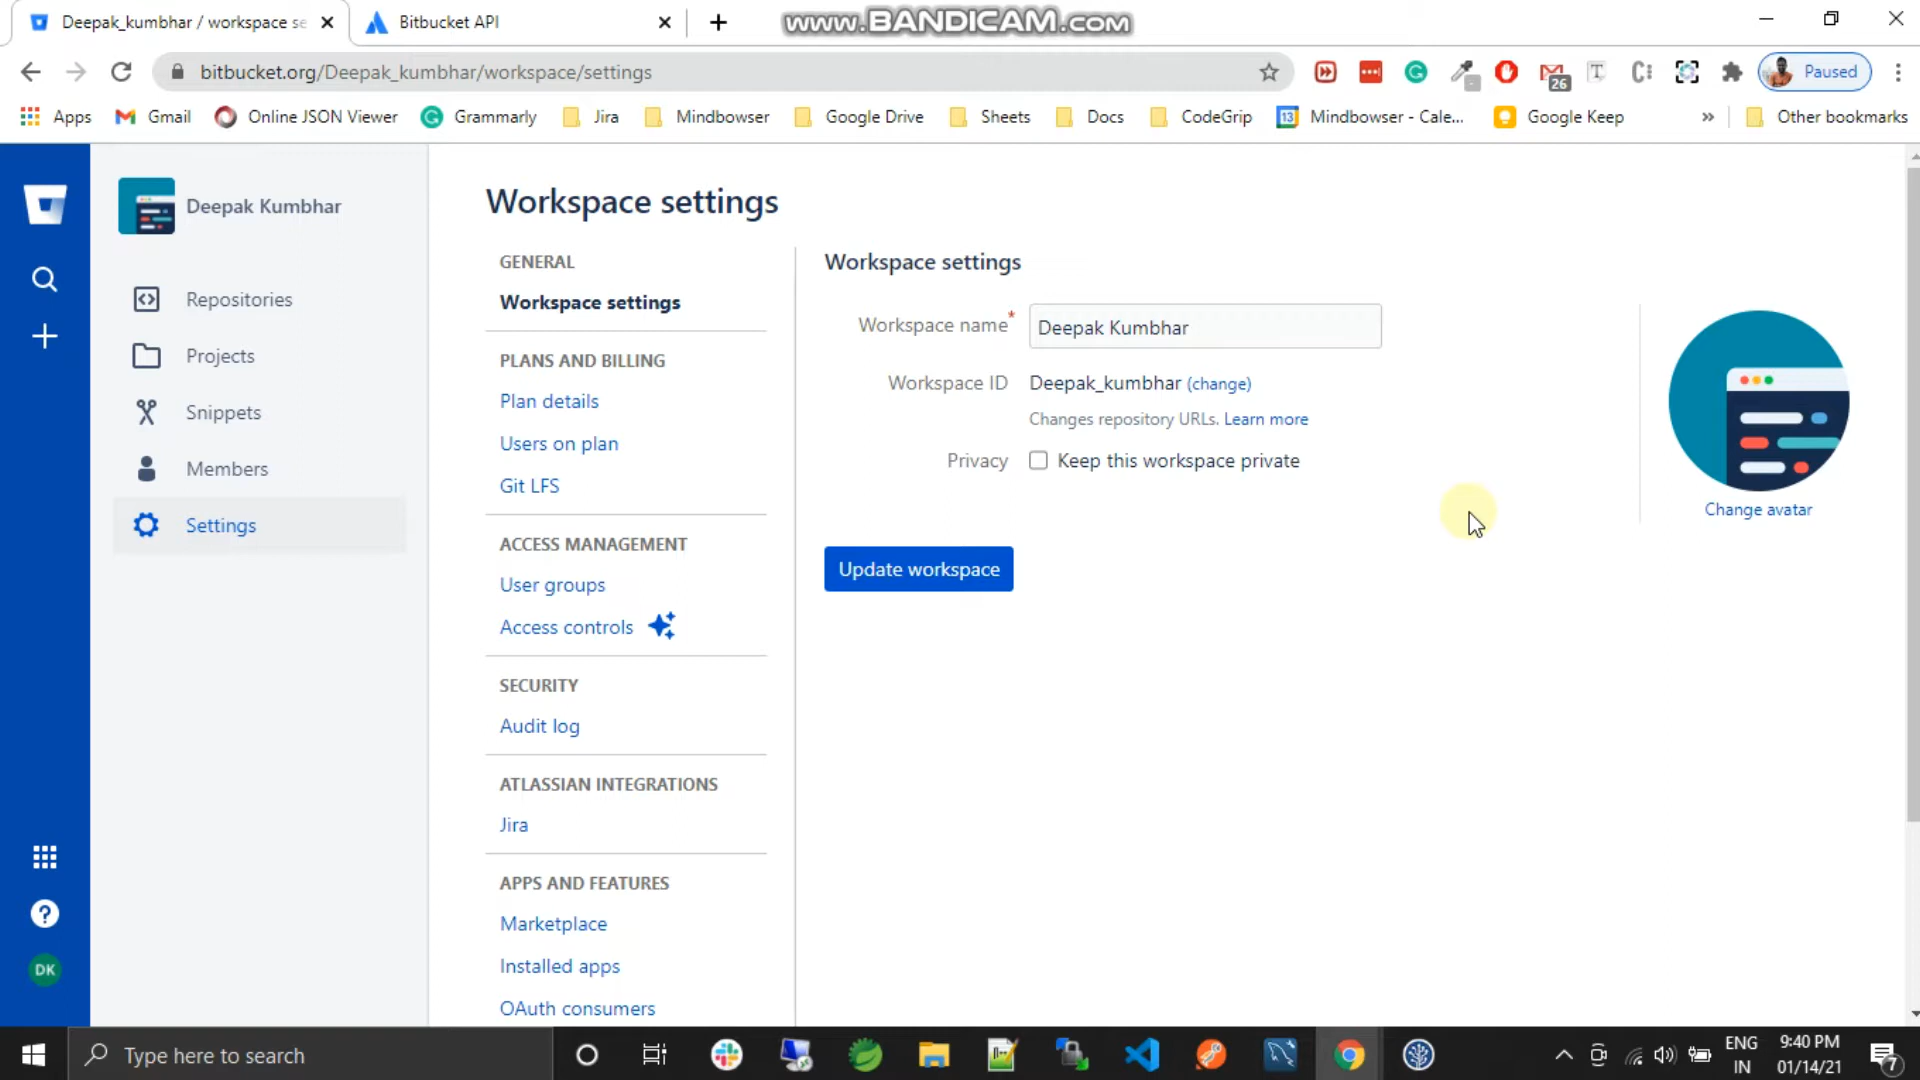 Deepak_kumbhar / workspace se
Bitbucket API
www.BANDICAM.com
bitbucket.org/Deepak_kumbhar/workspace/settings
26
Paused
Apps
Gmail
Online JSON Viewer
Grammarly
Jira
Mindbowser
Google Drive
Sheets
Docs
CodeGrip
13
Mindbowser - Cale...
Google Keep
»
Other bookmarks
Deepak Kumbhar
Repositories
Projects
Snippets
Members
Settings
DK
Workspace settings
GENERAL
Workspace settings
PLANS AND BILLING
Plan details
Users on plan
Git LFS
ACCESS MANAGEMENT
User groups
Access controls
SECURITY
Audit log
ATLASSIAN INTEGRATIONS
Jira
APPS AND FEATURES
Marketplace
Installed apps
OAuth consumers
Workspace settings
Workspace name*
Deepak Kumbhar
Workspace ID
Deepak_kumbhar (change)
Changes repository URLs. Learn more
Privacy
Keep this workspace private
Update workspace
Change avatar
Type here to search
ENG
IN
9:40 PM
01/14/21
7